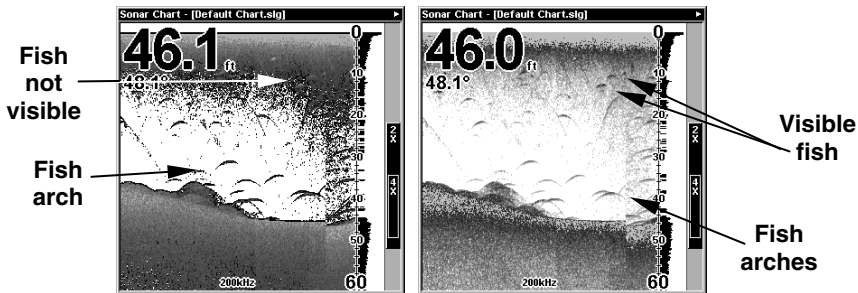 Sonar Chart - [Default Chart.slg]
46.1 ft
48.1°
0
10
20
30
40
50
60
2X
4X
200kHz
Fish
not
visible
Fish
arch
Sonar Chart - [Default Chart.slg]
46.0 ft
48.1°
0
10
20
30
40
50
60
2X
4X
200kHz
Visible
fish
Fish
arches